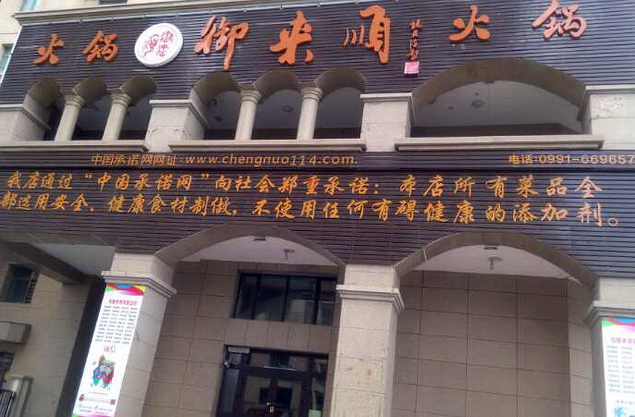 火锅 御来顺 火锅
中国承诺网网址:www.chengnuo114.com.
电话:0991-669657
我店通过“中国承诺网”向社会郑重承诺：本店所有菜品全
部选用安全、健康食材制做，不使用任何有碍健康的添加利。
诚信